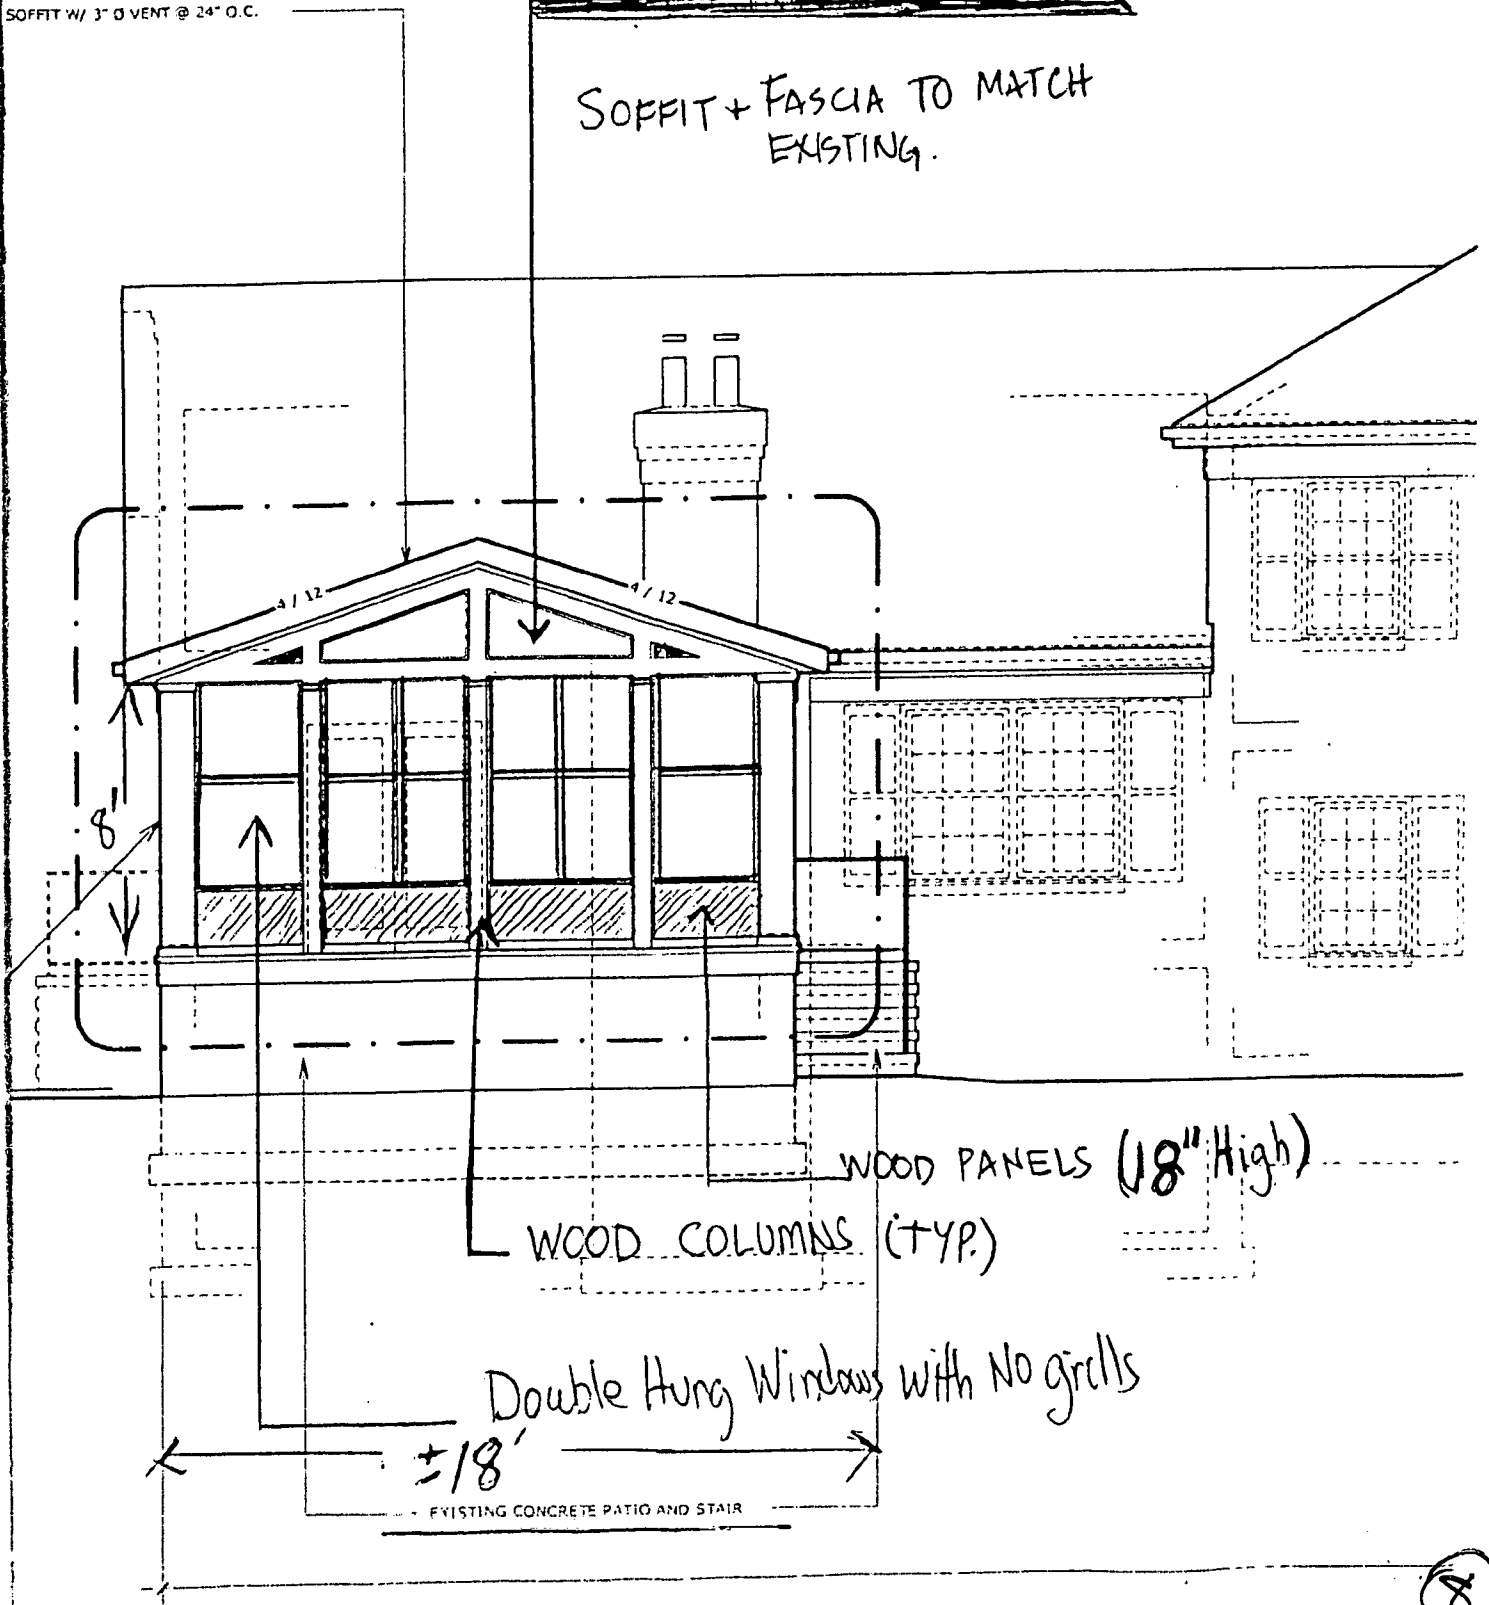 SOFFIT W/ 3" Ø VENT @ 24" O.C.
SOFFIT + FASCIA TO MATCH
EXISTING.
4 / 12
4 / 12
8'
WOOD PANELS (18" High)
WOOD COLUMNS (TYP.)
Double Hung Windows with No grills
±18'
EXISTING CONCRETE PATIO AND STAIR